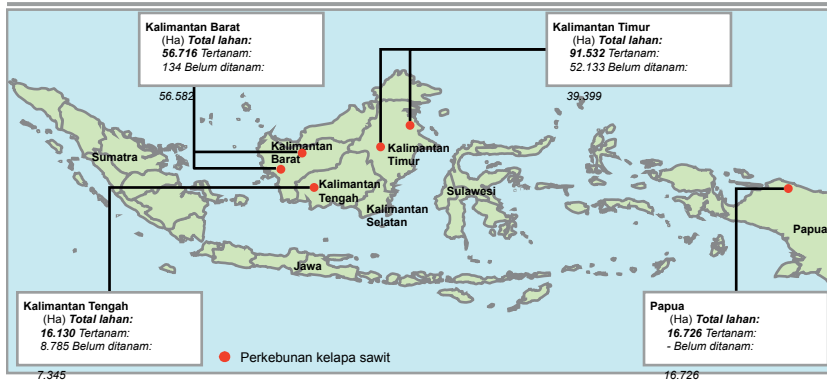 Kalimantan Barat
(Ha) Total lahan:
56.716 Tertanam:
134 Belum ditanam:
56.582
Kalimantan Timur
(Ha) Total lahan:
91.532 Tertanam:
52.133 Belum ditanam:
39.399
Sumatra
Kalimantan
Barat
Kalimantan
Timur
Kalimantan
Tengah
Kalimantan
Selatan
Sulawesi
Papua
Jawa
Kalimantan Tengah
(Ha) Total lahan:
16.130 Tertanam:
8.785 Belum ditanam:
7.345
Perkebunan kelapa sawit
Papua
(Ha) Total lahan:
16.726 Tertanam:
- Belum ditanam:
16.726